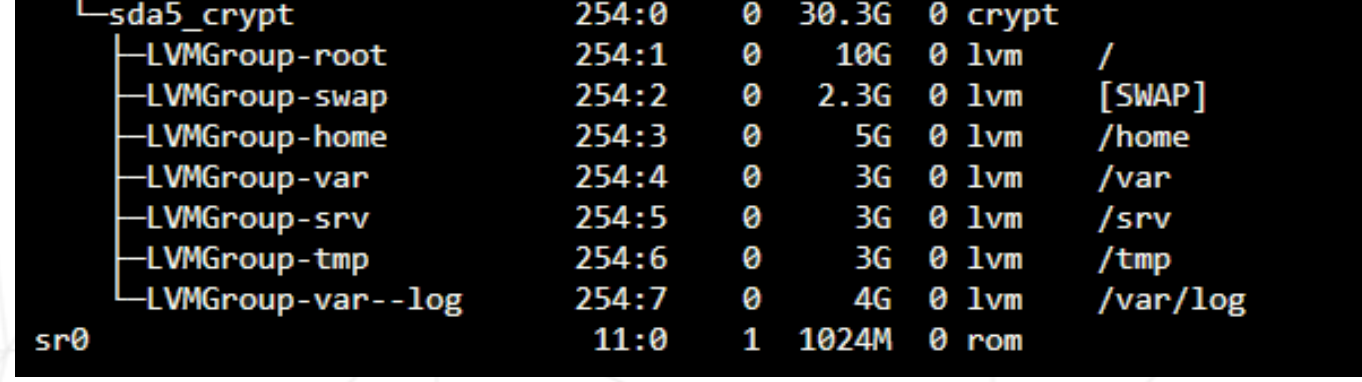 └─sda5_crypt 254:0 0 30.3G 0 crypt
├─LVMGroup-root 254:1 0 10G 0 lvm /
├─LVMGroup-swap 254:2 0 2.3G 0 lvm [SWAP]
├─LVMGroup-home 254:3 0 5G 0 lvm /home
├─LVMGroup-var 254:4 0 3G 0 lvm /var
├─LVMGroup-srv 254:5 0 3G 0 lvm /srv
├─LVMGroup-tmp 254:6 0 3G 0 lvm /tmp
└─LVMGroup-var--log 254:7 0 4G 0 lvm /var/log
sr0 11:0 1 1024M 0 rom